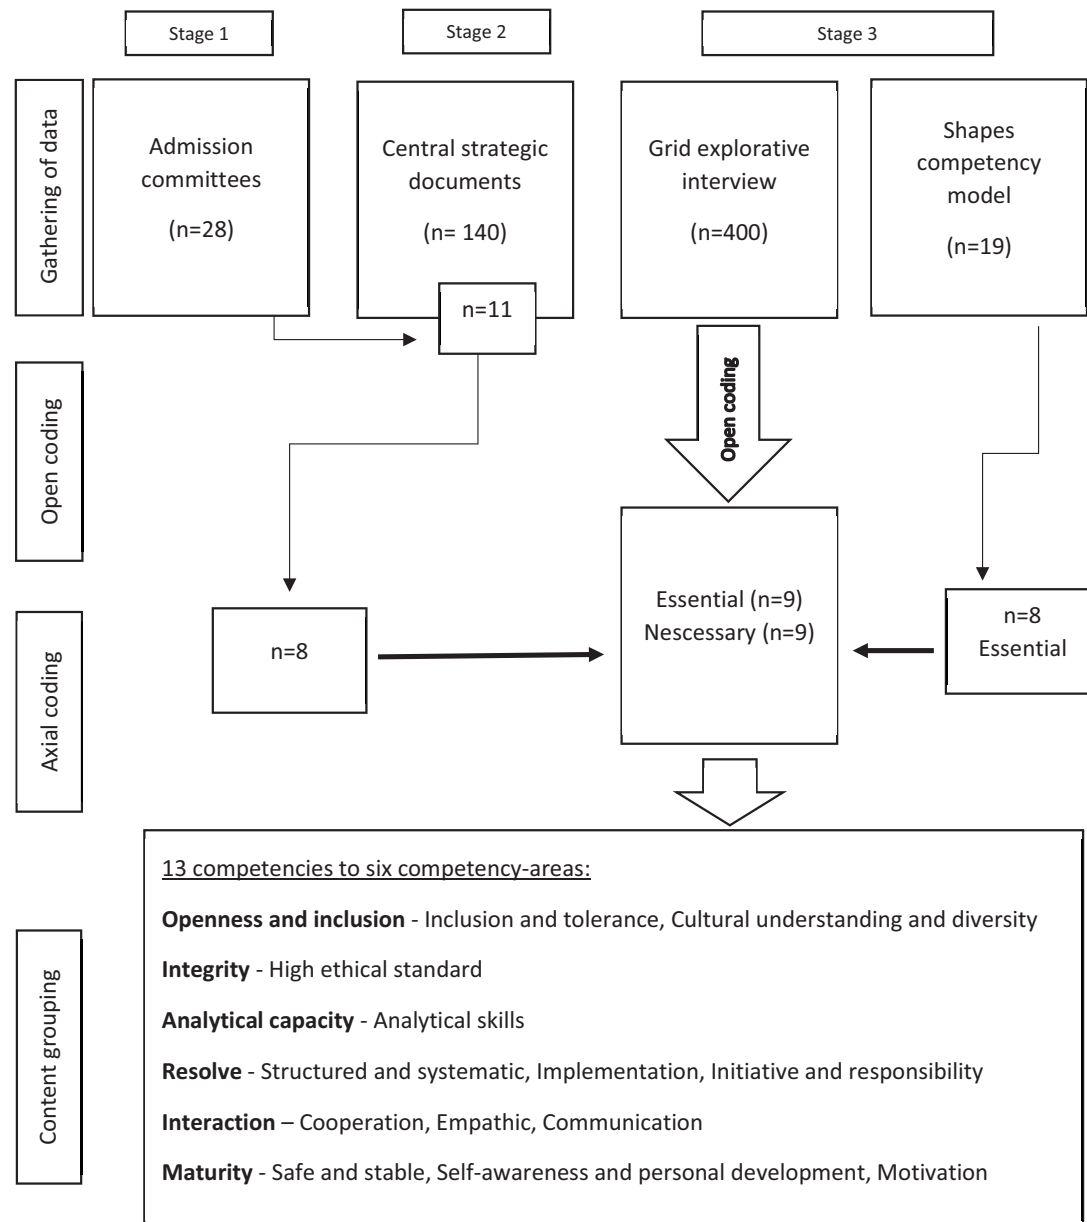 Stage 1
Stage 2
Stage 3
Gathering of data
Admission
committees
(n=28)
Central strategic
documents
(n= 140)
n=11
Grid explorative
interview
(n=400)
Shapes
competency
model
(n=19)
Open coding
Open coding
Axial coding
n=8
Essential (n=9)
Nescessary (n=9)
n=8
Essential
Content grouping
13 competencies to six competency-areas:
Openness and inclusion - Inclusion and tolerance, Cultural understanding and diversity
Integrity - High ethical standard
Analytical capacity - Analytical skills
Resolve - Structured and systematic, Implementation, Initiative and responsibility
Interaction – Cooperation, Empathic, Communication
Maturity - Safe and stable, Self-awareness and personal development, Motivation